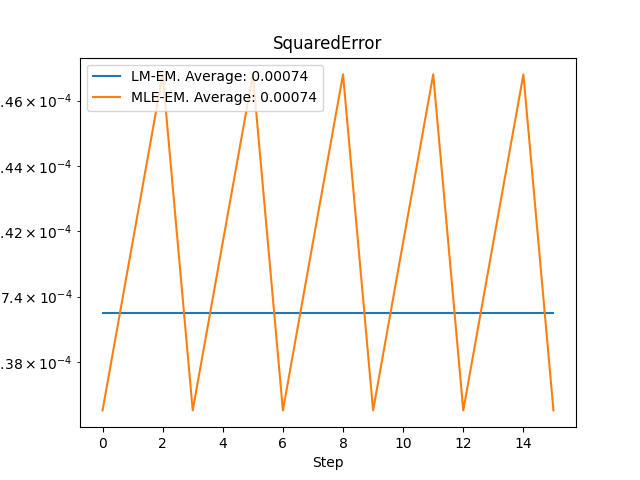 SquaredError
LM-EM. Average: 0.00074
MLE-EM. Average: 0.00074
.46 × 10⁻⁴
.44 × 10⁻⁴
.42 × 10⁻⁴
7.4 × 10⁻⁴
.38 × 10⁻⁴
0 2 4 6 8 10 12 14
Step